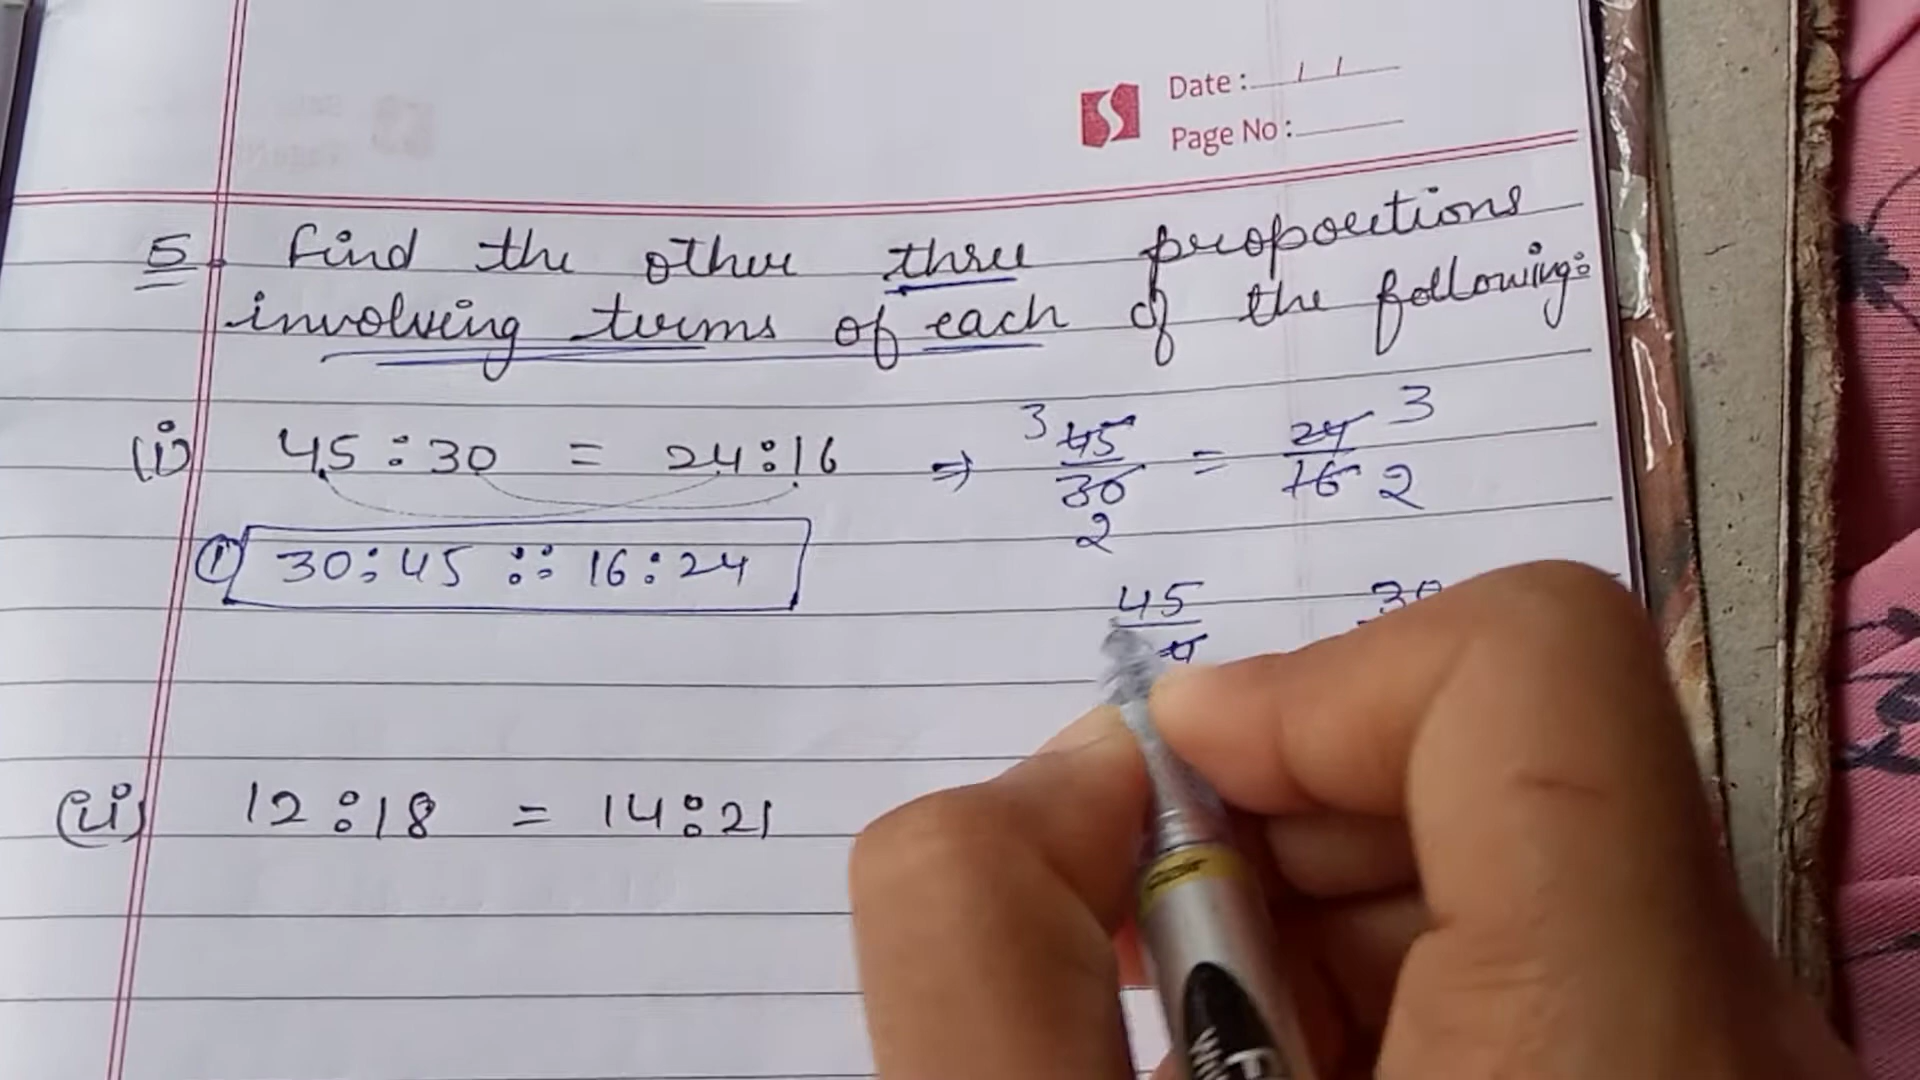 Date :
Page No :
5. Find the other three proportions
involving terms of each of the following:
(i) 45 : 30 = 24 : 16 ⇒ 3 45/30 2 = 24/16 3 2
① 30 : 45 :: 16 : 24
45
(ii) 12 : 18 = 14 : 21